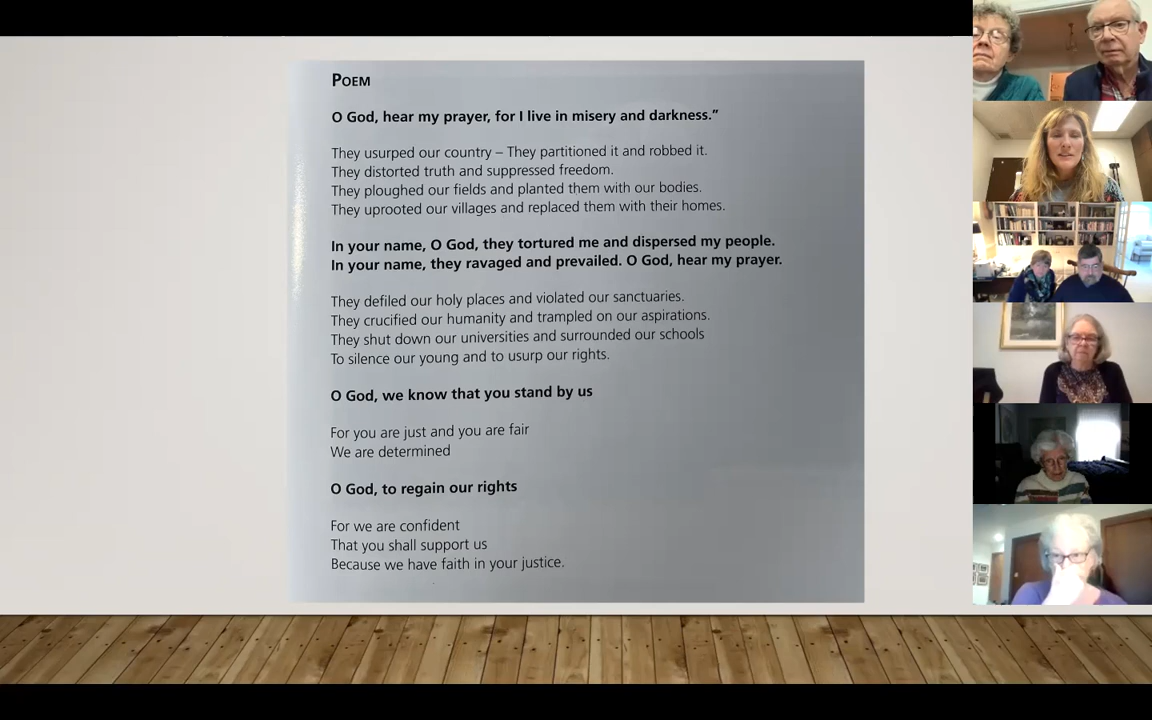 POEM
O God, hear my prayer, for I live in misery and darkness.”
They usurped our country – They partitioned it and robbed it.
They distorted truth and suppressed freedom.
They ploughed our fields and planted them with our bodies.
They uprooted our villages and replaced them with their homes.
In your name, O God, they tortured me and dispersed my people.
In your name, they ravaged and prevailed. O God, hear my prayer.
They defiled our holy places and violated our sanctuaries.
They crucified our humanity and trampled on our aspirations.
They shut down our universities and surrounded our schools
To silence our young and to usurp our rights.
O God, we know that you stand by us
For you are just and you are fair
We are determined
O God, to regain our rights
For we are confident
That you shall support us
Because we have faith in your justice.